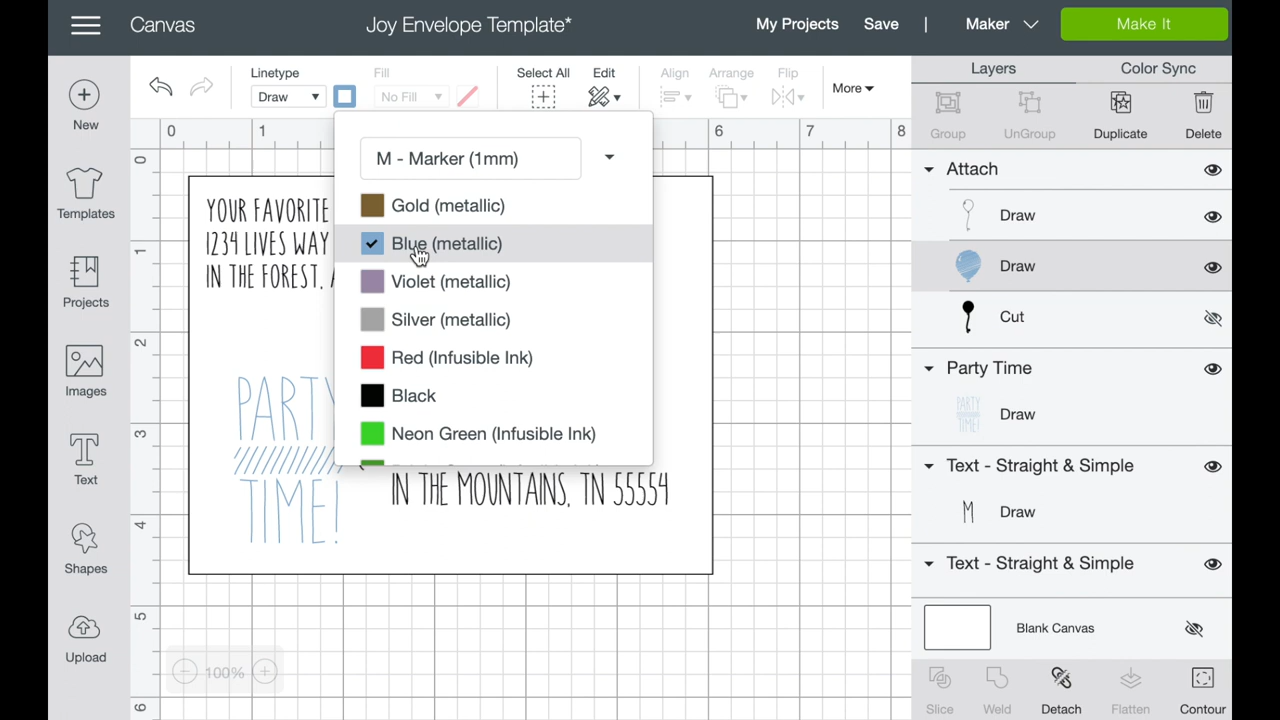 Canvas
Joy Envelope Template*
My Projects
Save
|
Maker
Make It
Linetype
Draw
Fill
No Fill
Select All
Edit
Align
Arrange
Flip
More
Layers
Color Sync
New
Templates
Projects
Images
Text
Shapes
Upload
Group
UnGroup
Duplicate
Delete
0 1 6 7 8
0
1
2
3
4
5
6
M - Marker (1mm)
Gold (metallic)
Blue (metallic)
Violet (metallic)
Silver (metallic)
Red (Infusible Ink)
Black
Neon Green (Infusible Ink)
YOUR FAVORITE
1234 LIVES WAY
IN THE FOREST,
PARTY
TIME!
IN THE MOUNTAINS, TN 55554
100%
Attach
Draw
Draw
Cut
Party Time
PARTY
TIME!
Draw
Text - Straight & Simple
M
Draw
Text - Straight & Simple
Blank Canvas
Slice
Weld
Detach
Flatten
Contour